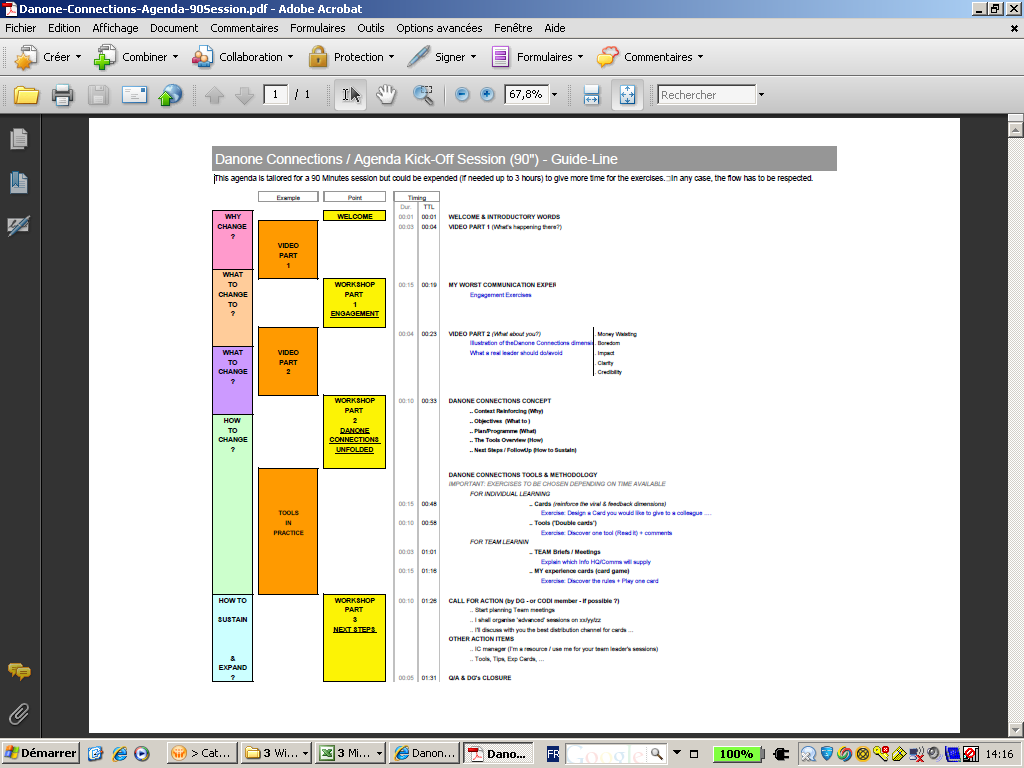 Danone-Connections-Agenda-90Session.pdf - Adobe Acrobat
Fichier Edition Affichage Document Commentaires Formulaires Outils Options avancées Fenêtre Aide
Créer Combiner Collaboration Protection Signer Formulaires Commentaires
1 / 1 67,8% Rechercher
Danone Connections / Agenda Kick-Off Session (90") - Guide-Line
This agenda is tailored for a 90 Minutes session but could be expended (if needed up to 3 hours) to give more time for the exercises. In any case, the flow has to be respected.
Example Point Timing
Dur. TTL
WHY
CHANGE
?
WELCOME 00:01 00:01 WELCOME & INTRODUCTORY WORDS
00:03 00:04 VIDEO PART 1 (What's happening there?)
VIDEO
PART
1
WHAT
TO
CHANGE
TO
?
WORKSHOP
PART
1
ENGAGEMENT
00:15 00:19 MY WORST COMMUNICATION EXPER
Engagement Exercises
VIDEO
PART
2
00:04 00:23 VIDEO PART 2 (What about you?)
Illustration of theDanone Connections dimensi
What a real leader should do/avoid
Money Waisting
Boredom
Impact
Clarity
Credibility
WHAT
TO
CHANGE
?
WORKSHOP
PART
2
DANONE
CONNECTIONS
UNFOLDED
00:10 00:33 DANONE CONNECTIONS CONCEPT
.. Context Reinforcing (Why)
.. Objectives (What to )
.. Plan/Programme (What)
.. The Tools Overview (How)
.. Next Steps / FollowUp (How to Sustain)
HOW
TO
CHANGE
?
TOOLS
IN
PRACTICE
DANONE CONNECTIONS TOOLS & METHODOLOGY
IMPORTANT: EXERCISES TO BE CHOSEN DEPENDING ON TIME AVAILABLE
FOR INDIVIDUAL LEARNING
00:15 00:48 .. Cards (reinforce the viral & feedback dimensions)
Exercise: Design a Card you would like to give to a colleague ....
00:10 00:58 .. Tools ('Double cards')
Exercise: Discover one tool (Read it) + comments
FOR TEAM LEARNIN
00:03 01:01 .. TEAM Briefs / Meetings
Explain which Info HQ/Comms will supply
00:15 01:16 .. MY experience cards (card game)
Exercise: Discover the rules + Play one card
HOW TO
SUSTAIN
&
EXPAND
?
WORKSHOP
PART
3
NEXT STEPS
00:10 01:26 CALL FOR ACTION (by DG - or CODI member - if possible ?)
.. Start planning Team meetings
.. I shall organise 'advanced' sessions on xx/yy/zz
.. I'll discuss with you the best distribution channel for cards ...
OTHER ACTION ITEMS
.. IC manager (I'm a resource / use me for your team leader's sessions)
.. Tools, Tips, Exp Cards, ...
00:05 01:31 Q/A & DG's CLOSURE
Démarrer > Cat... 3 Wi... 3 Mi... Danon... Dano... FR Google 100% 14:16